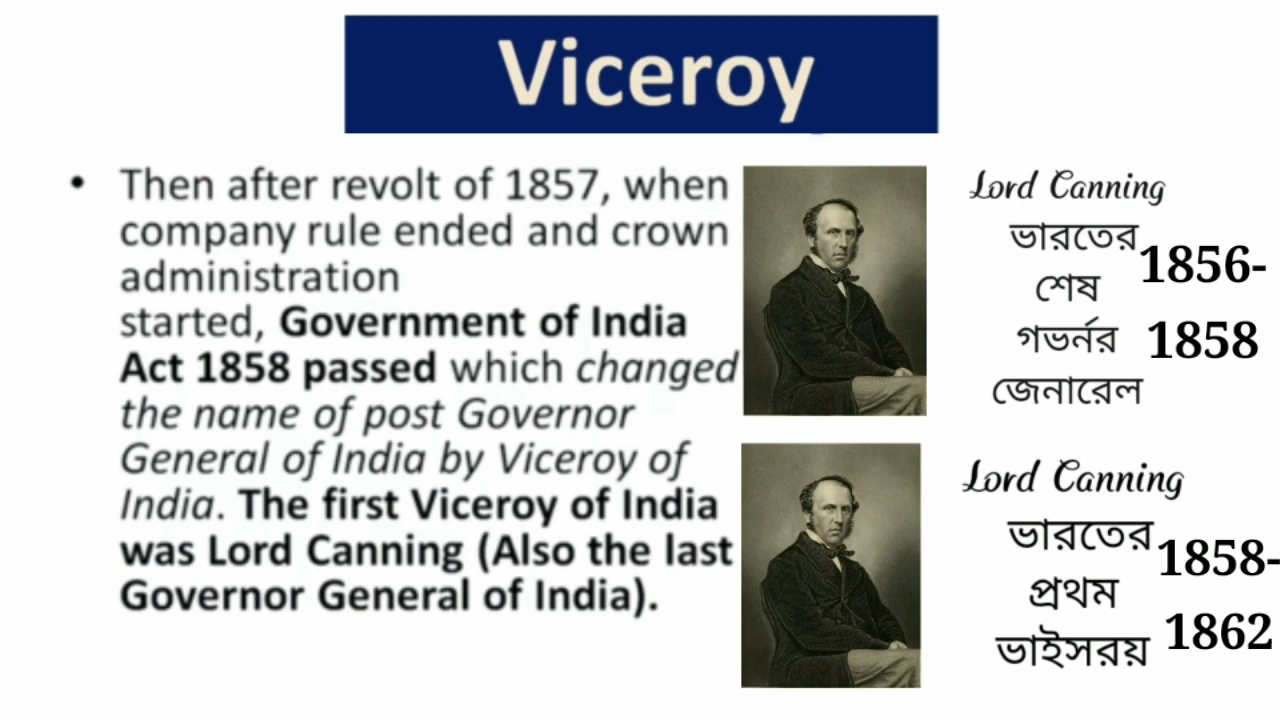 Viceroy
• Then after revolt of 1857, when
company rule ended and crown
administration
started, Government of India
Act 1858 passed which changed
the name of post Governor
General of India by Viceroy of
India. The first Viceroy of India
was Lord Canning (Also the last
Governor General of India).
Lord Canning
ভারতের
শেষ
গভর্নর
জেনারেল
1856-
1858
Lord Canning
ভারতের
প্রথম
ভাইসরয়
1858-
1862